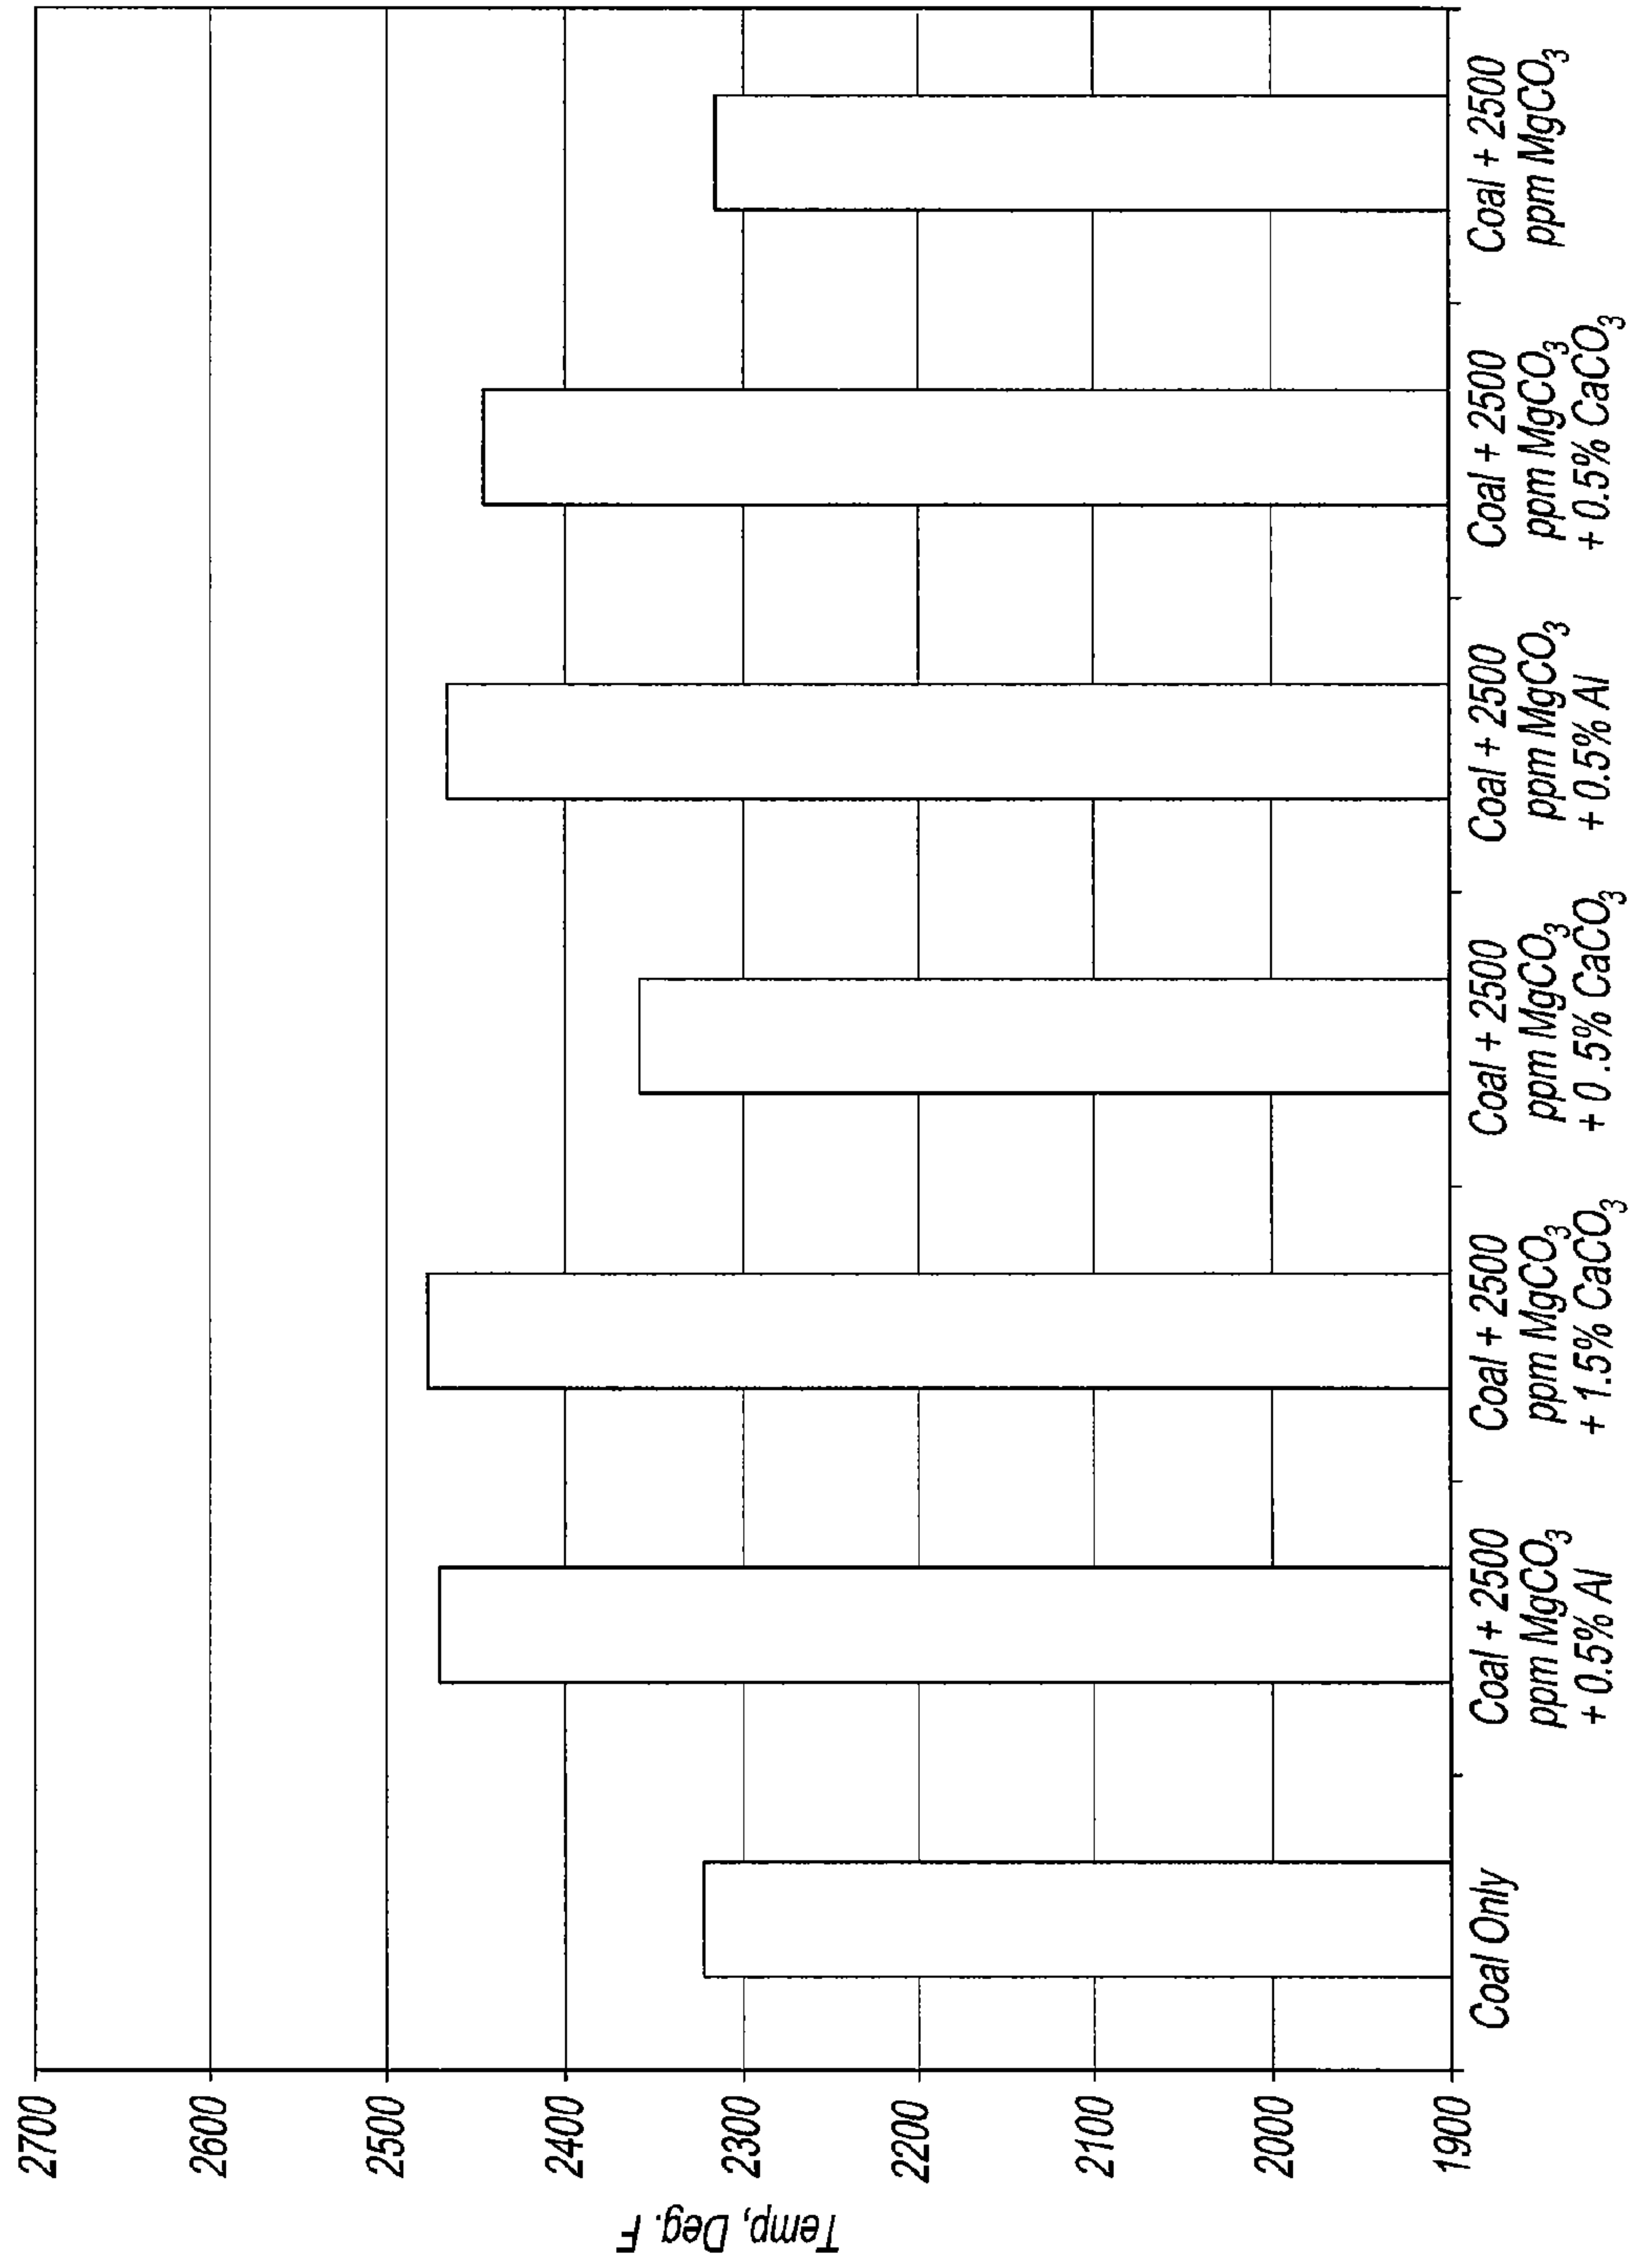 Temp, Deg. F
2700
2600
2500
2400
2300
2200
2100
2000
1900
Coal Only
Coal + 2500
ppm MgCO₃
+ 0.5% Al
Coal + 2500
ppm MgCO₃
+ 1.5% CaCO₃
Coal + 2500
ppm MgCO₃
+ 0.5% CaCO₃
Coal + 2500
ppm MgCO₃
+ 0.5% Al
Coal + 2500
ppm MgCO₃
+ 0.5% CaCO₃
Coal + 2500
ppm MgCO₃